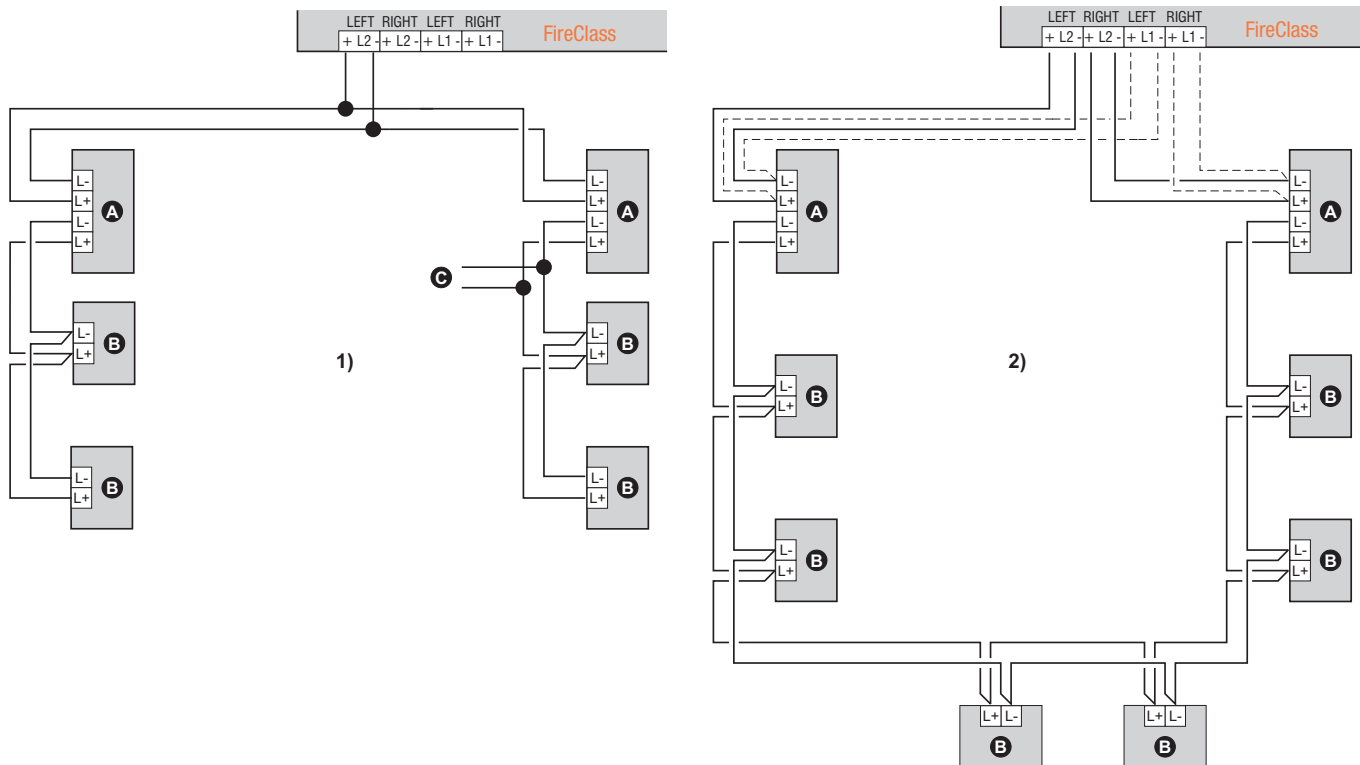 LEFT RIGHT LEFT RIGHT
FireClass
+ L2 - + L2 - + L1 - + L1 -
L-
L+
L-
L+
A
L-
L+
B
L-
L+
B
1)
C
L-
L+
L-
L+
A
L-
L+
B
L-
L+
B
LEFT RIGHT LEFT RIGHT
FireClass
+ L2 - + L2 - + L1 - + L1 -
L-
L+
L-
L+
A
L-
L+
B
L-
L+
B
2)
L-
L+
L-
L+
A
L-
L+
B
L-
L+
B
L+ L-
B
L+ L-
B